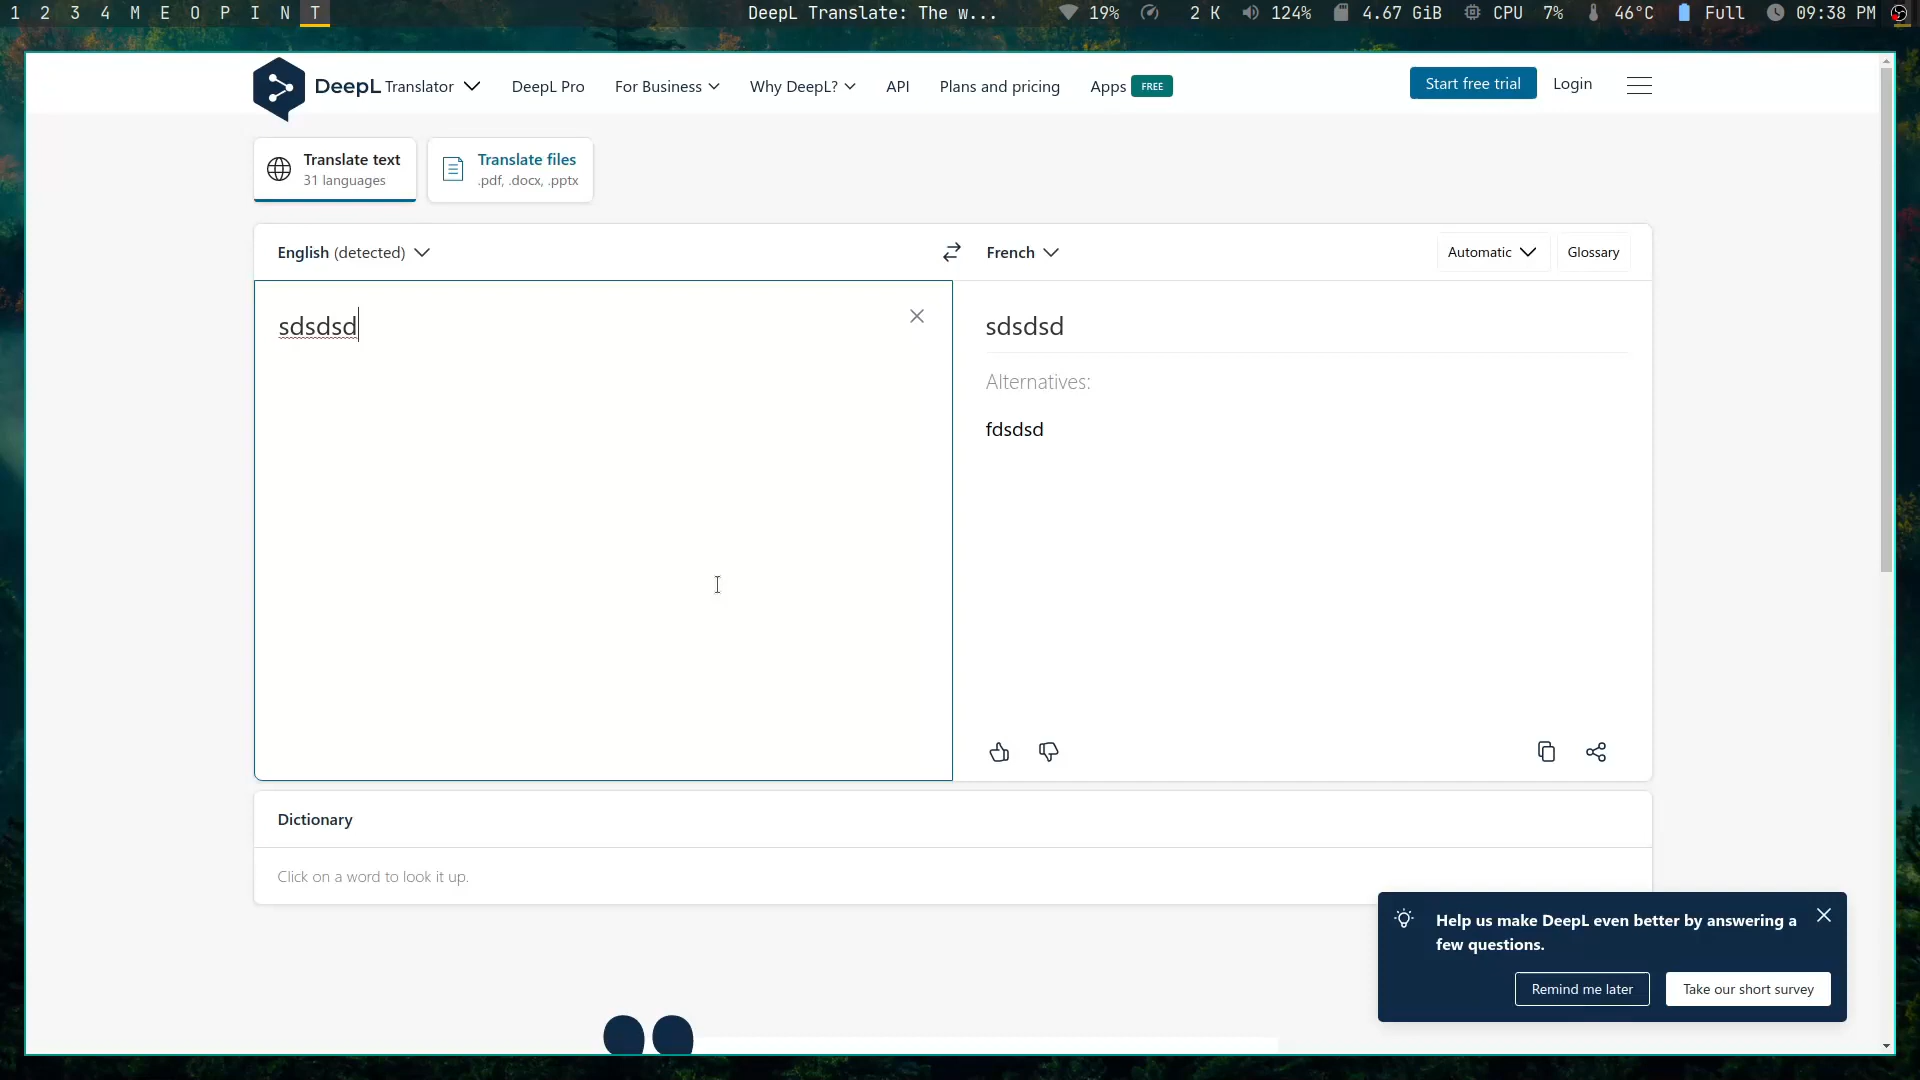 1 2 3 4 M E O P I N T DeepL Translate: The w... 19% 2 K 124% 4.67 GiB CPU 7% 46°C Full 09:38 PM
DeepL Translator DeepL Pro For Business Why DeepL? API Plans and pricing Apps FREE Start free trial Login
Translate text
31 languages
Translate files
.pdf, .docx, .pptx
English (detected) French Automatic Glossary
sdsdsd
sdsdsd
Alternatives:
fdsdsd
Dictionary
Click on a word to look it up.
Help us make DeepL even better by answering a
few questions.
Remind me later Take our short survey